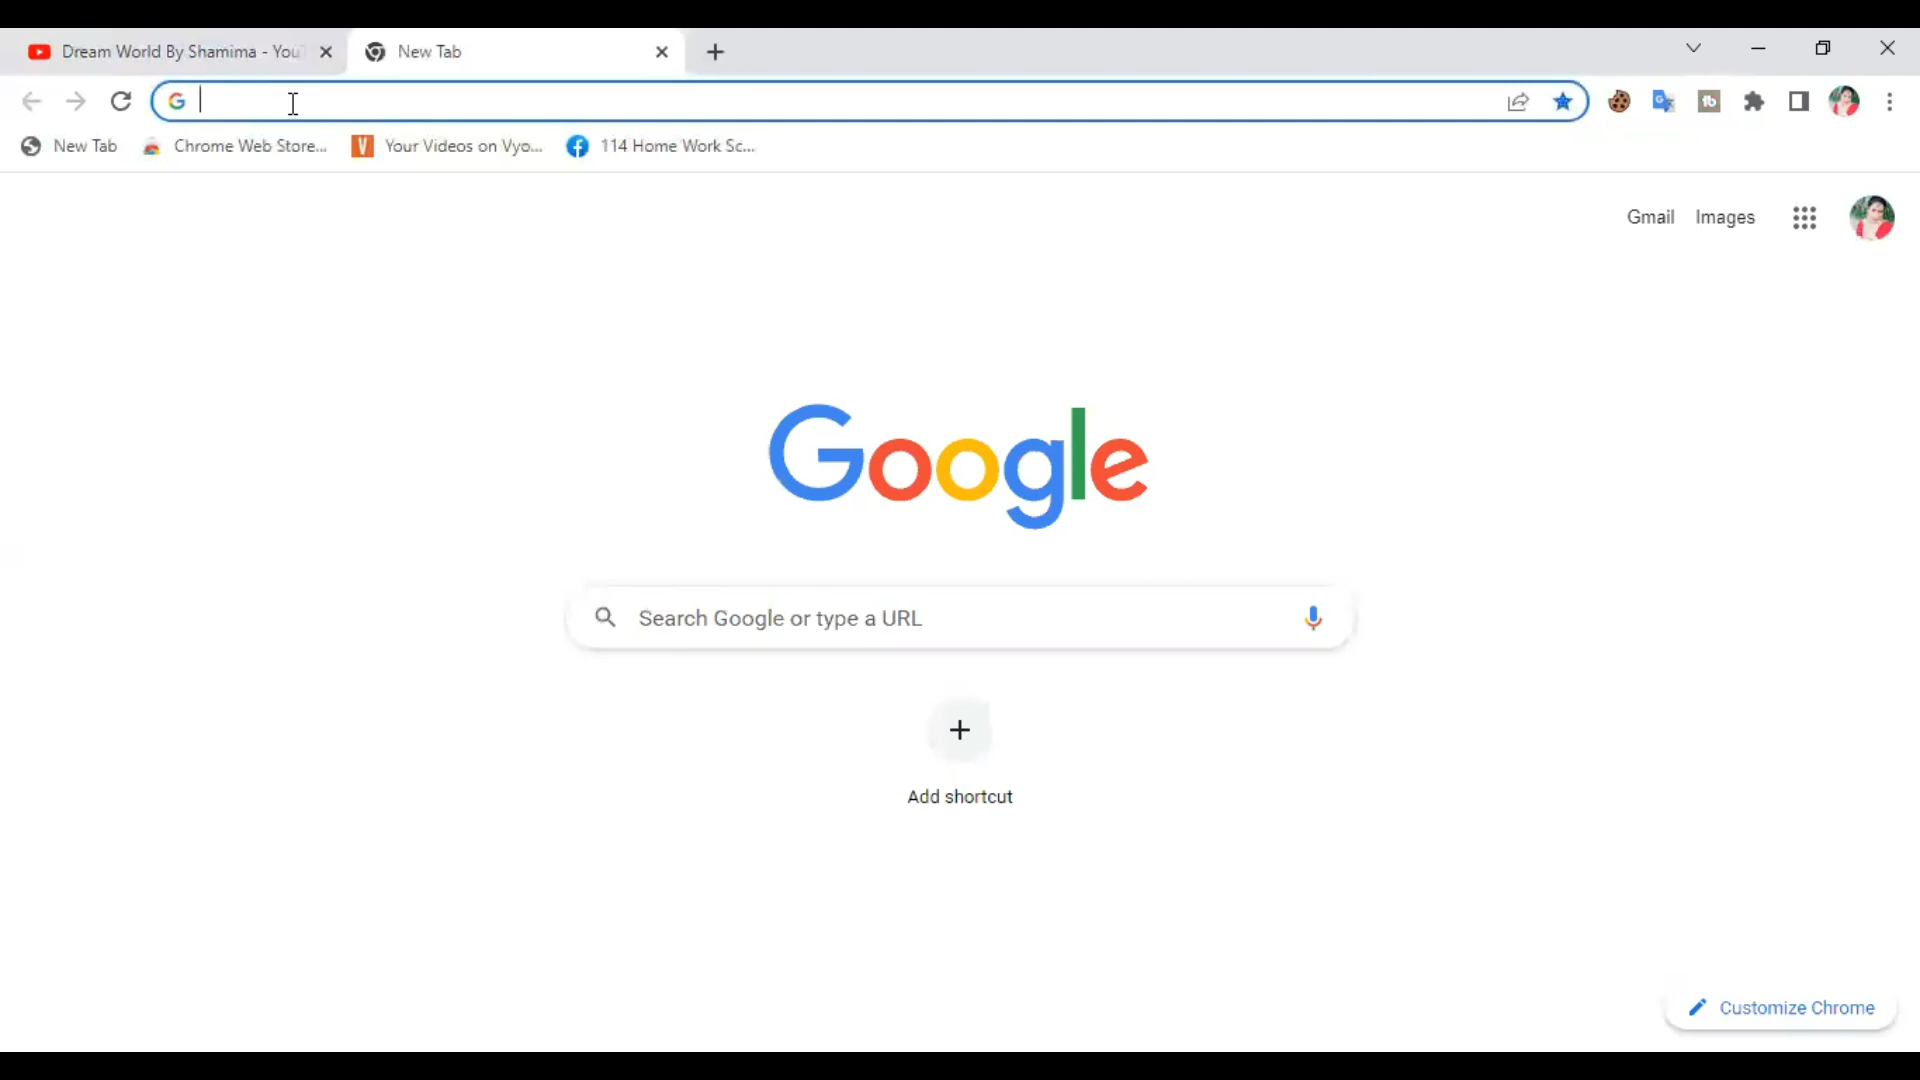 Dream World By Shamima - You
New Tab
New Tab
Chrome Web Store...
Your Videos on Vyo...
114 Home Work Sc...
Gmail
Images
Google
Search Google or type a URL
Add shortcut
Customize Chrome